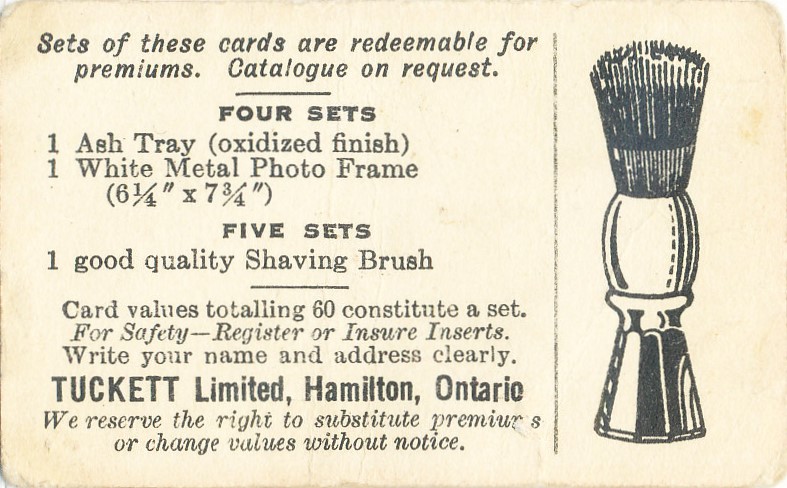 Sets of these cards are redeemable for
premiums. Catalogue on request.
FOUR SETS
1 Ash Tray (oxidized finish)
1 White Metal Photo Frame
(6¼" x 7¾")
FIVE SETS
1 good quality Shaving Brush
Card values totalling 60 constitute a set.
For Safety—Register or Insure Inserts.
Write your name and address clearly.
TUCKETT Limited, Hamilton, Ontario
We reserve the right to substitute premiums
or change values without notice.